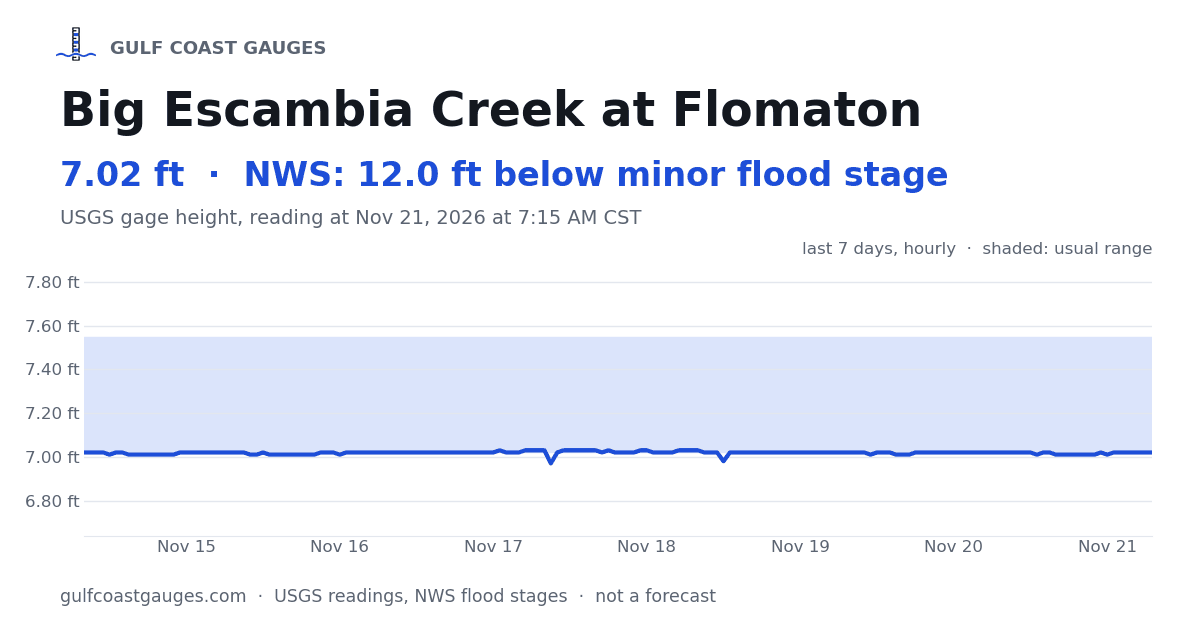 GULF COAST GAUGES
Big Escambia Creek at Flomaton
7.02 ft · NWS: 12.0 ft below minor flood stage
USGS gage height, reading at Nov 21, 2026 at 7:15 AM CST
last 7 days, hourly · shaded: usual range
7.80 ft
7.60 ft
7.40 ft
7.20 ft
7.00 ft
6.80 ft
Nov 15 Nov 16 Nov 17 Nov 18 Nov 19 Nov 20 Nov 21
gulfcoastgauges.com · USGS readings, NWS flood stages · not a forecast